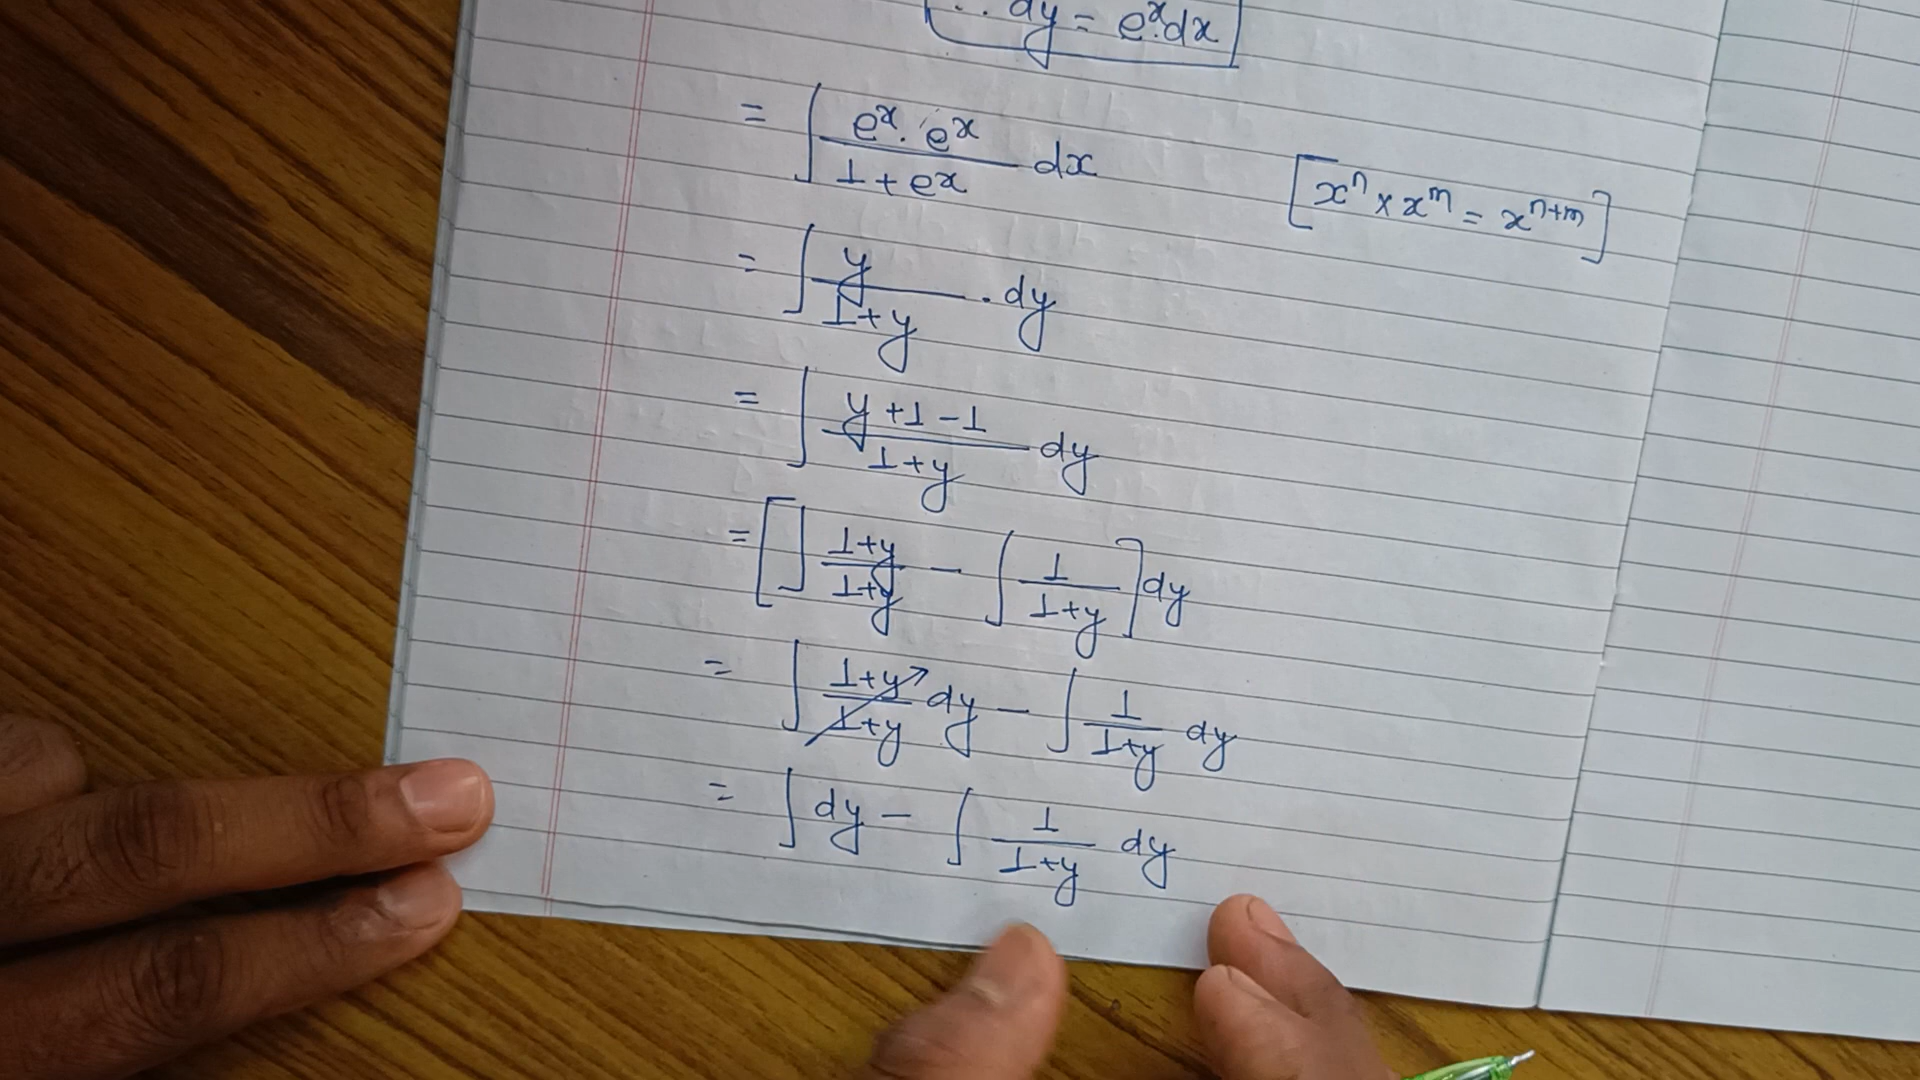 ∴ dy = eˣ.dx
= ∫ eˣ. eˣ / 1 + eˣ dx [xⁿ × xᵐ = xⁿ⁺ᵐ]
= ∫ y / 1+y . dy
= ∫ y +1 -1 / 1+y dy
= [∫ 1+y / 1+y - ∫ 1 / 1+y] dy
= ∫ 1+y / 1+y dy - ∫ 1 / 1+y dy
= ∫ dy - ∫ 1 / 1+y dy